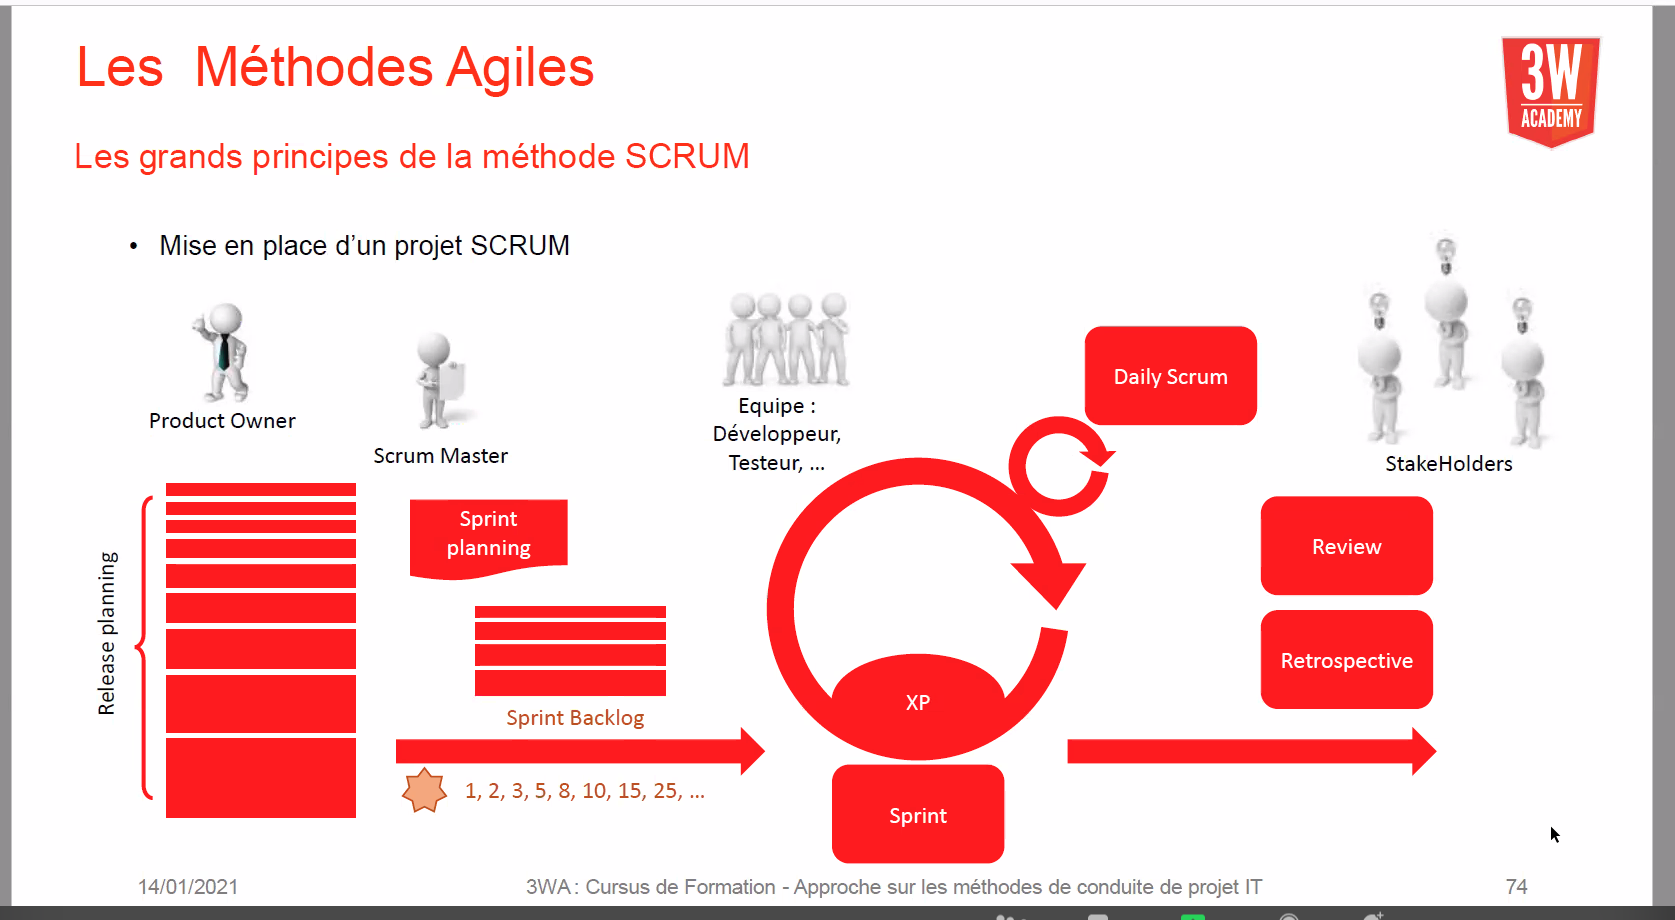 Les Méthodes Agiles
3W
ACADEMY
Les grands principes de la méthode SCRUM
• Mise en place d'un projet SCRUM
Product Owner
Scrum Master
Equipe :
Développeur,
Testeur, ...
Daily Scrum
StakeHolders
Release planning
Sprint
planning
Sprint Backlog
1, 2, 3, 5, 8, 10, 15, 25, ...
XP
Sprint
Review
Retrospective
14/01/2021
3WA : Cursus de Formation - Approche sur les méthodes de conduite de projet IT
74